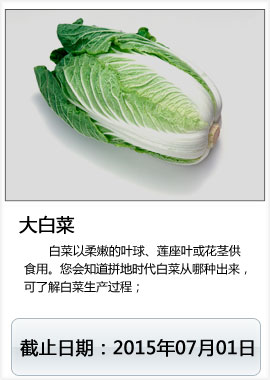 大白菜
白菜以柔嫩的叶球、莲座叶或花茎供
食用。您会知道拼地时代白菜从哪种出来，
可了解白菜生产过程；
截止日期：2015年07月01日